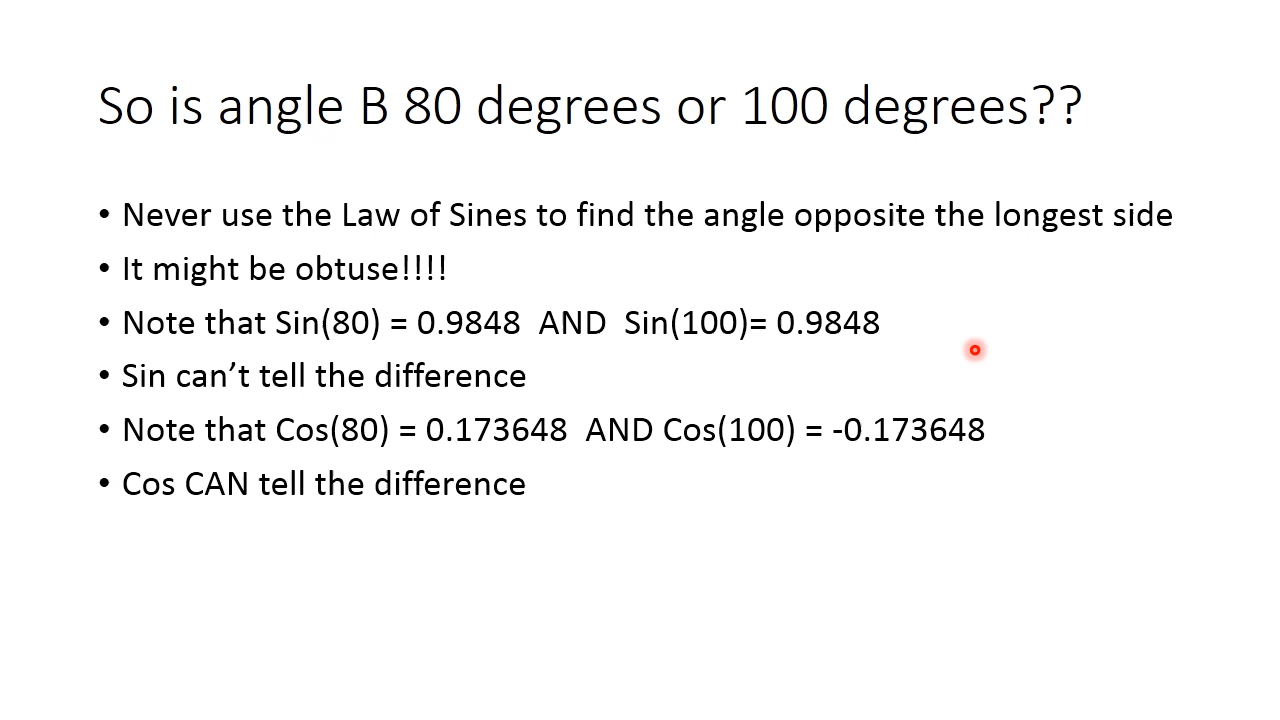 So is angle B 80 degrees or 100 degrees??
• Never use the Law of Sines to find the angle opposite the longest side
• It might be obtuse!!!!
• Note that Sin(80) = 0.9848  AND  Sin(100)= 0.9848
• Sin can’t tell the difference
• Note that Cos(80) = 0.173648  AND Cos(100) = -0.173648
• Cos CAN tell the difference